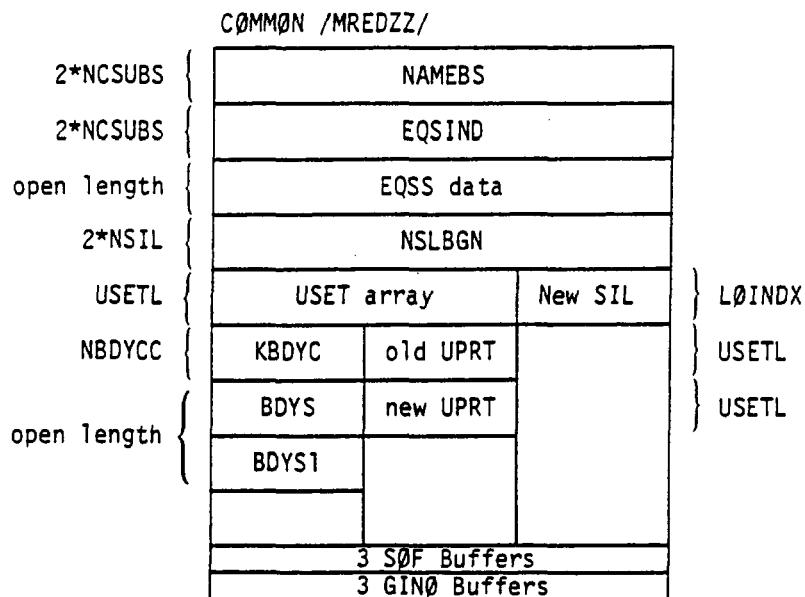 CØMMØN /MREDZZ/
2*NCSUBS { NAMEBS
2*NCSUBS { EQSIND
open length { EQSS data
2*NSIL { NSLBGN
USETL { USET array New SIL } LØINDX
NBDYCC { KBDYC old UPRT } USETL
BDYS new UPRT } USETL
open length {
BDYS1
3 SØF Buffers
3 GINØ Buffers